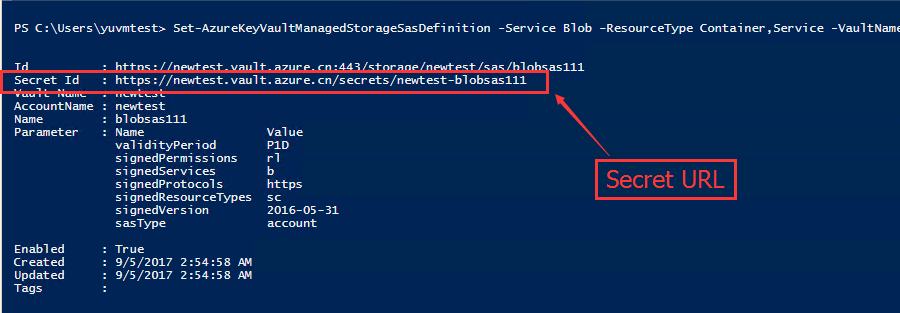 PS C:\Users\yuvmtest> Set-AzureKeyVaultManagedStorageSasDefinition -Service Blob -ResourceType Container,Service -VaultName
Id : https://newtest.vault.azure.cn:443/storage/newtest/sas/blobsas111
Secret Id : https://newtest.vault.azure.cn/secrets/newtest-blobsas111
Vault Name : newtest
AccountName : newtest
Name : blobsas111
Parameter : Name Value
validityPeriod P1D
signedPermissions rl
signedServices b
signedProtocols https
Secret URL
signedResourceTypes sc
signedVersion 2016-05-31
sasType account
Enabled : True
Created : 9/5/2017 2:54:58 AM
Updated : 9/5/2017 2:54:58 AM
Tags :